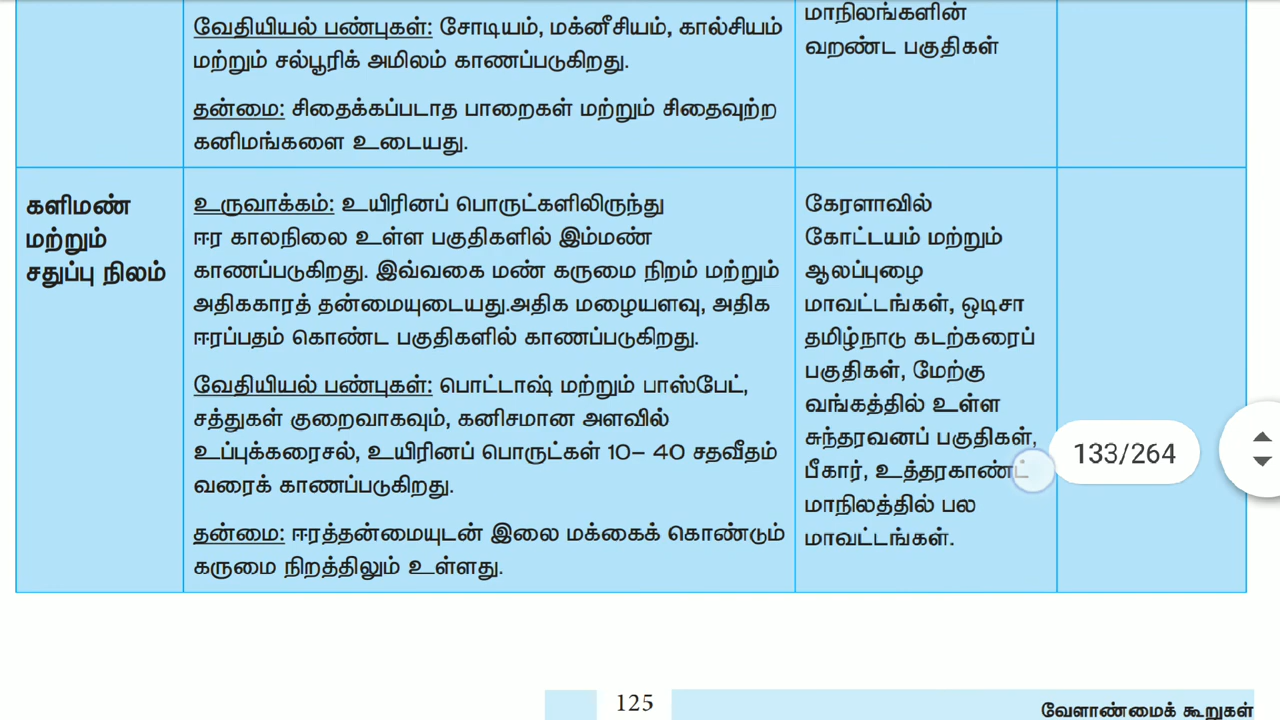 வேதியியல் பண்புகள்: சோடியம், மக்னீசியம், கால்சியம்
மற்றும் சல்பூரிக் அமிலம் காணப்படுகிறது.
தன்மை: சிதைக்கப்படாத பாறைகள் மற்றும் சிதைவுற்ற
கனிமங்களை உடையது.
மாநிலங்களின்
வறண்ட பகுதிகள்
களிமண்
மற்றும்
சதுப்பு நிலம்
உருவாக்கம்: உயிரினப் பொருட்களிலிருந்து
ஈர காலநிலை உள்ள பகுதிகளில் இம்மண்
காணப்படுகிறது. இவ்வகை மண் கருமை நிறம் மற்றும்
அதிககாரத் தன்மையுடையது.அதிக மழையளவு, அதிக
ஈரப்பதம் கொண்ட பகுதிகளில் காணப்படுகிறது.
வேதியியல் பண்புகள்: பொட்டாஷ் மற்றும் பாஸ்பேட்,
சத்துகள் குறைவாகவும், கனிசமான அளவில்
உப்புக்கரைசல், உயிரினப் பொருட்கள் 10– 40 சதவீதம்
வரைக் காணப்படுகிறது.
தன்மை: ஈரத்தன்மையுடன் இலை மக்கைக் கொண்டும்
கருமை நிறத்திலும் உள்ளது.
கேரளாவில்
கோட்டயம் மற்றும்
ஆலப்புழை
மாவட்டங்கள், ஒடிசா
தமிழ்நாடு கடற்கரைப்
பகுதிகள், மேற்கு
வங்கத்தில் உள்ள
சுந்தரவனப் பகுதிகள்,
பீகார், உத்தரகாண்ட்
மாநிலத்தில் பல
மாவட்டங்கள்.
133/264
125
வேளாண்மைக் கூறுகள்